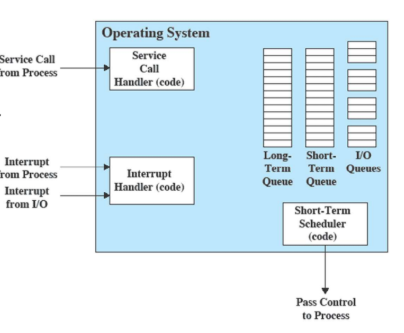 Operating System
Service
Call
Handler (code)
Service Call
from Process
Interrupt
from Process
Interrupt
from I/O
Interrupt
Handler (code)
Long-
Term
Queue
Short-
Term
Queue
I/O
Queues
Short-Term
Scheduler
(code)
Pass Control
to Process